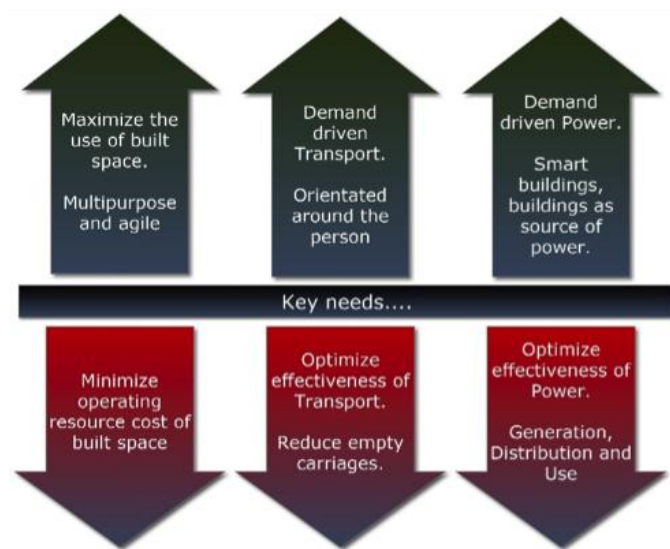 Maximize the
use of built
space.
Multipurpose
and agile
Demand
driven
Transport.
Orientated
around the
person
Demand
driven Power.
Smart
buildings,
buildings as
source of
power.
Key needs....
Minimize
operating
resource cost of
built space
Optimize
effectiveness of
Transport.
Reduce empty
carriages.
Optimize
effectiveness of
Power.
Generation,
Distribution and
Use